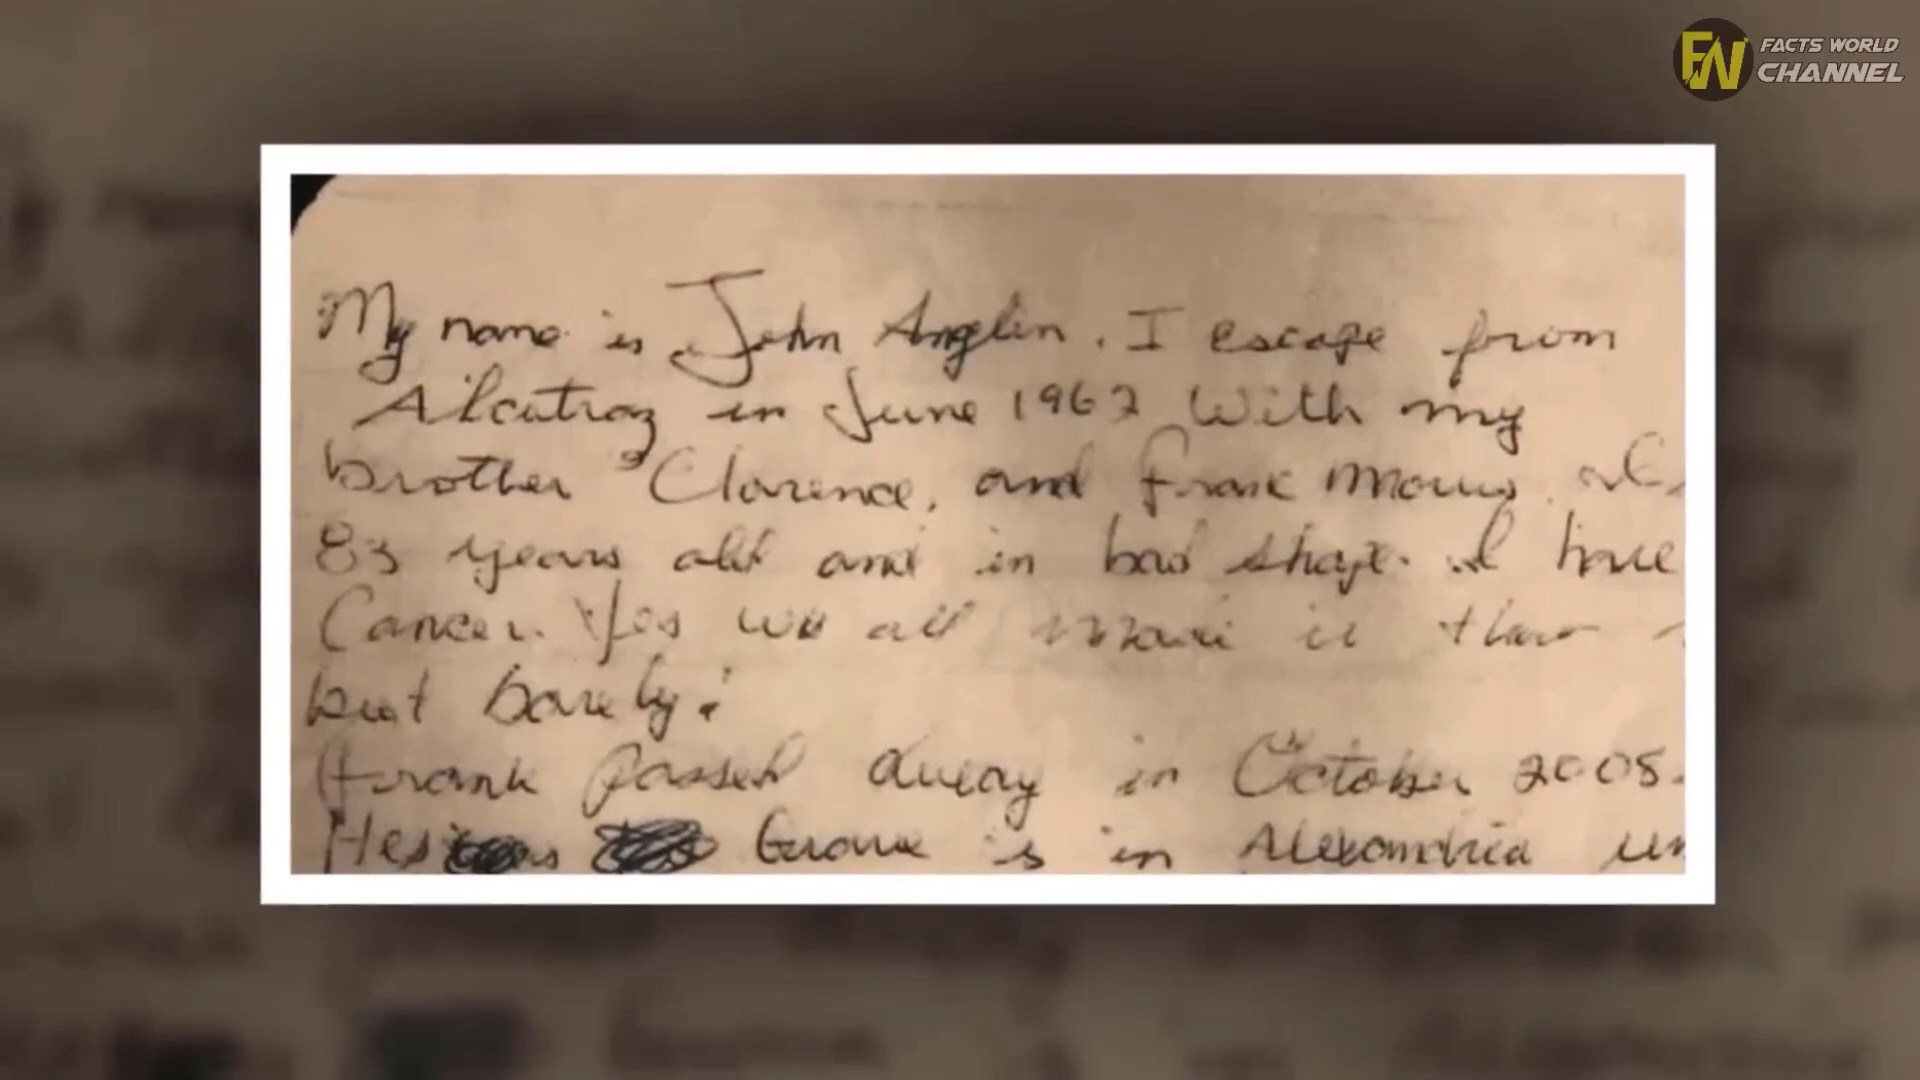 FACTS WORLD
CHANNEL
My name is John Anglin. I escape from
Alcatraz in June 1962 With my
brother Clarence, and Frank Morris.
83 years old and in bad shape. I have
Cancer. Yes we all made it that
but barely!
Frank passed away in October 2005.
Hes Grave is in Alexandria un